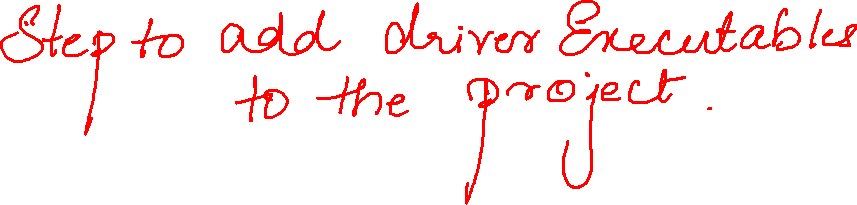 Step to add driver Executables
to the project.